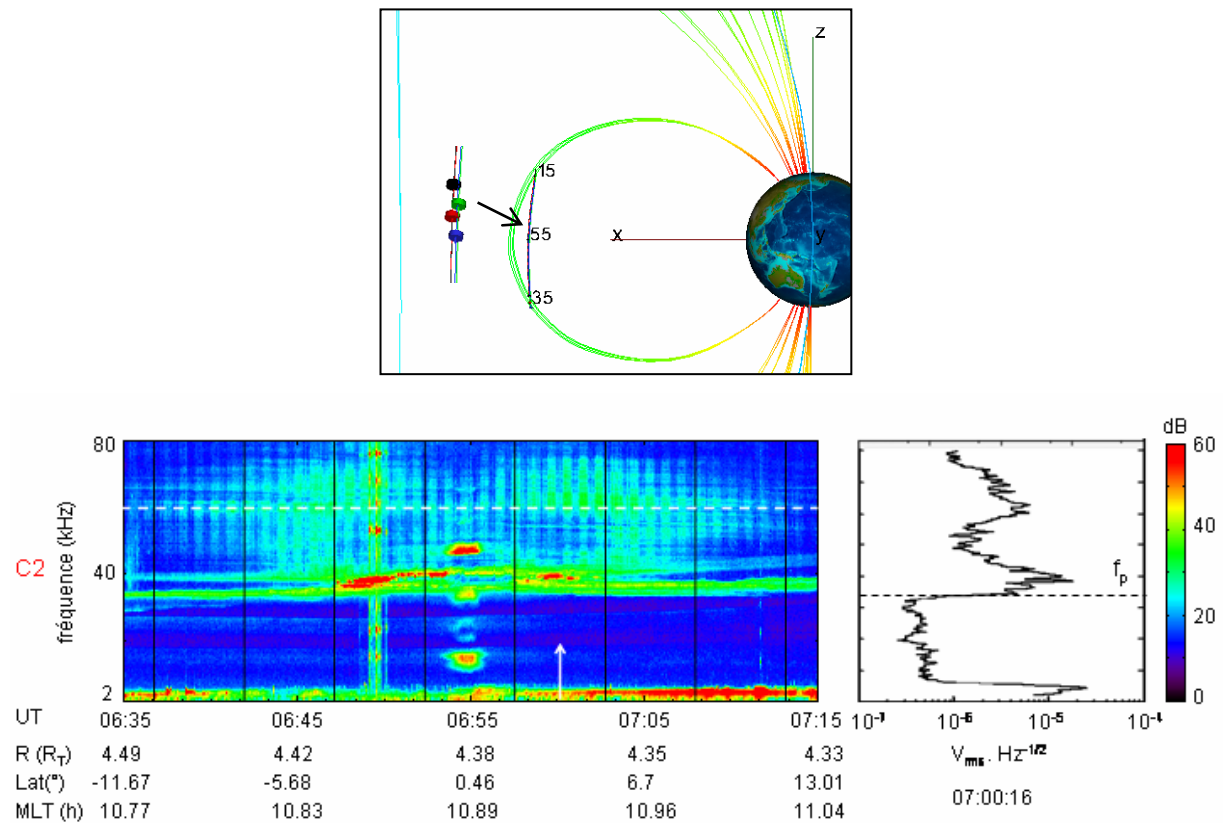 z
15
55
x
y
35
dB
80
60
40
C2
fréquence (kHz)
f_p
40
20
2
0
UT 06:35 06:45 06:55 07:05 07:15
10⁻⁷ 10⁻⁶ 10⁻⁵ 10⁻⁴
R (R_T) 4.49 4.42 4.38 4.35 4.33
V_rms . Hz^-1/2
Lat(°) -11.67 -5.68 0.46 6.7 13.01
07:00:16
MLT (h) 10.77 10.83 10.89 10.96 11.04